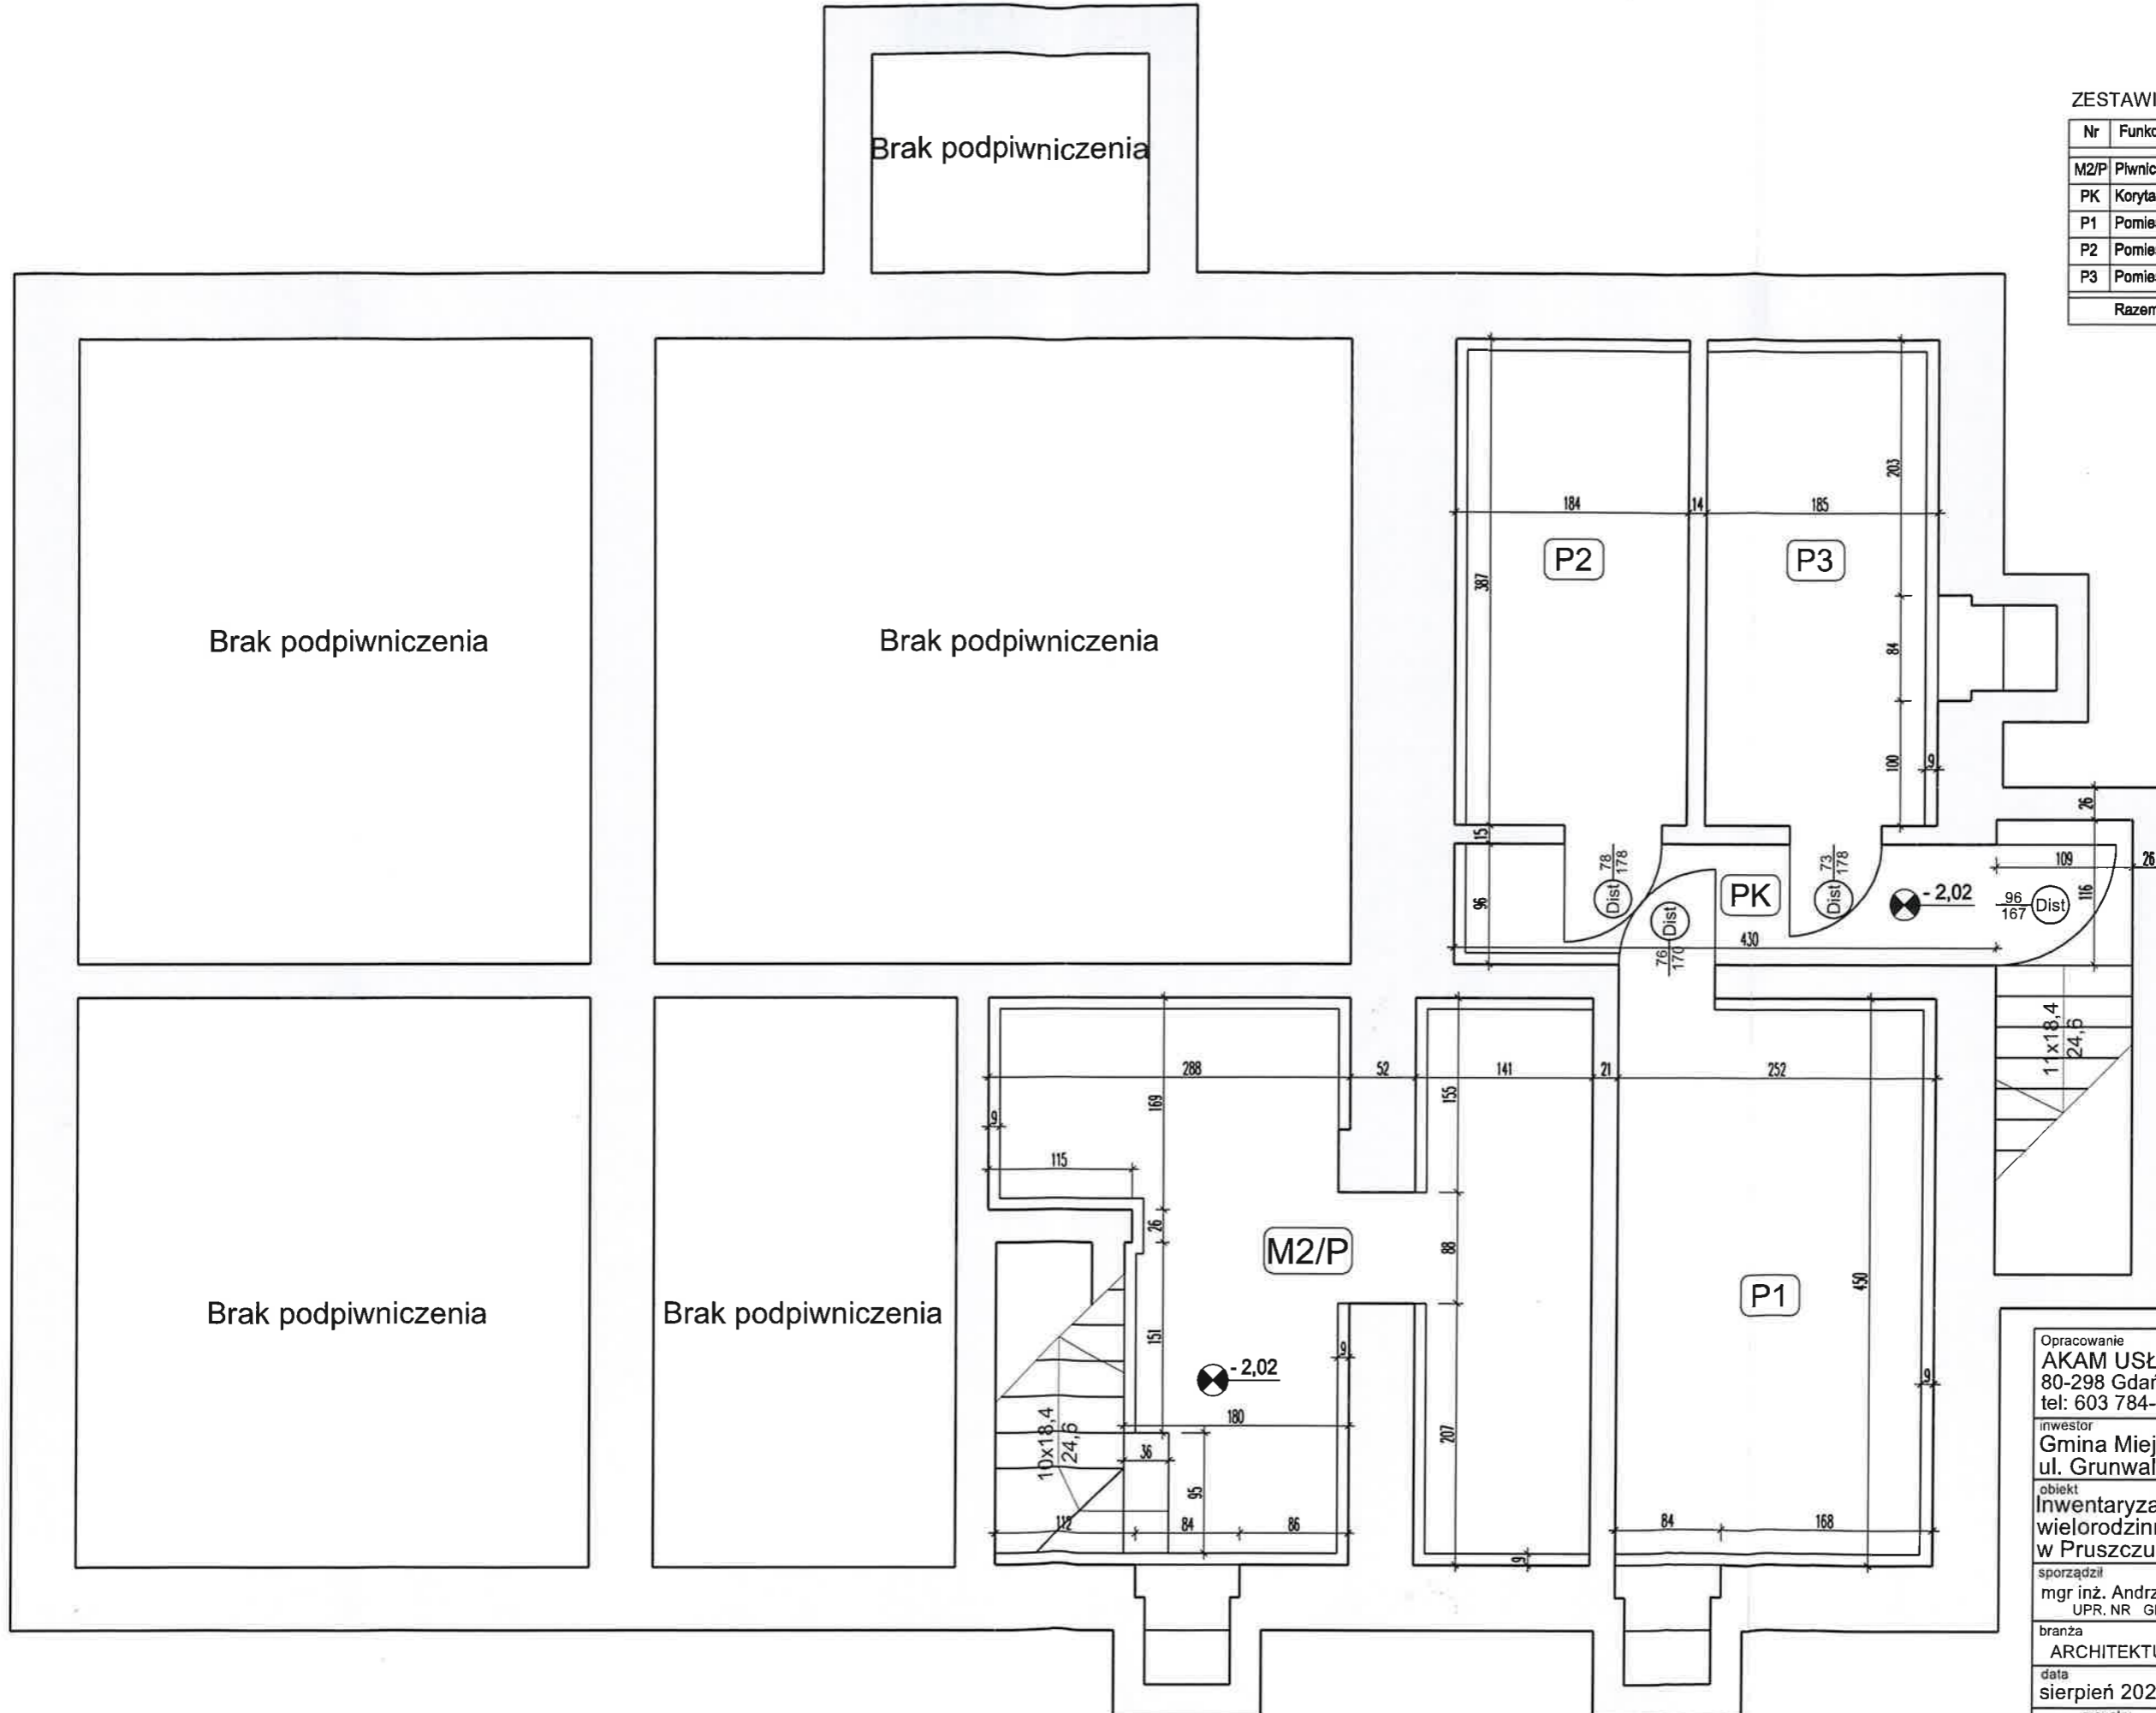 Brak podpiwniczenia
ZESTAWI
Nr Funkc
M2/P Piwnic
PK Koryta
P1 Pomie
P2 Pomie
P3 Pomies
Razem
203
184 14 185
P2 P3
387
Brak podpiwniczenia Brak podpiwniczenia
84
100 9
26
15
78
178
73
178
109 26
96
Dist
Dist
PK
- 2,02
96
167
Dist
116
Dist
76
170
430
11x18,4
24,6
288 52 141 21 252
169
155
9
115
26
M2/P
88
450
P1
Brak podpiwniczenia Brak podpiwniczenia
151
9
- 2,02
9
180
10x18,4
24,6
207
36
95
112 84 86
84 168
9
Opracowanie
AKAM USŁ
80-298 Gdań
tel: 603 784-
inwestor
Gmina Miej
ul. Grunwal
obiekt
Inwentaryza
wielorodzinn
w Pruszczu
sporządził
mgr inż. Andrz
UPR. NR G
branża
ARCHITEKTU
data
sierpień 202